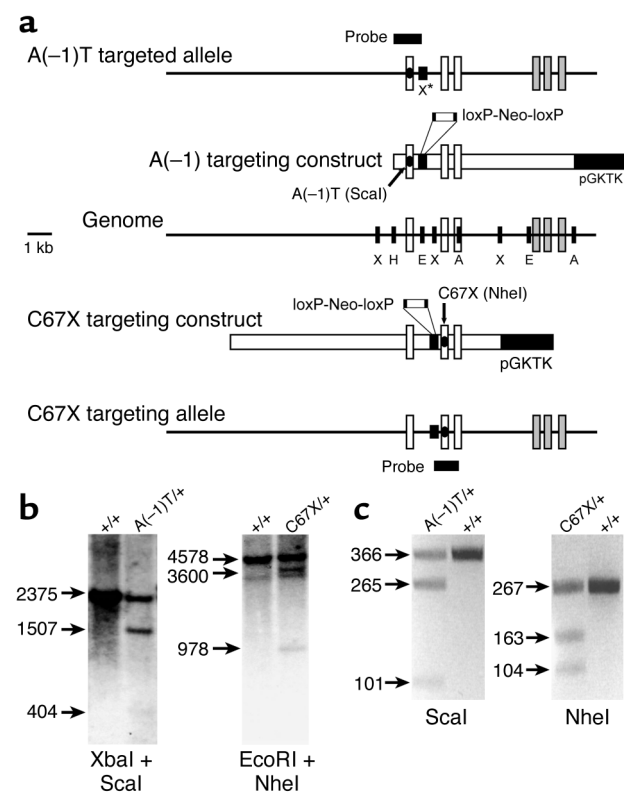 a
Probe
A(−1)T targeted allele
X*
loxP-Neo-loxP
A(−1) targeting construct
pGKTK
A(−1)T (ScaI)
Genome
1 kb
X H E X A X E A
C67X (NheI)
loxP-Neo-loxP
C67X targeting construct
pGKTK
C67X targeting allele
Probe
b
+/+ A(−1)T/+
2375
1507
404
XbaI +
ScaI
+/+ C67X/+
4578
3600
978
EcoRI +
NheI
c
A(−1)T/+ +/+
366
265
101
ScaI
C67X/+ +/+
267
163
104
NheI